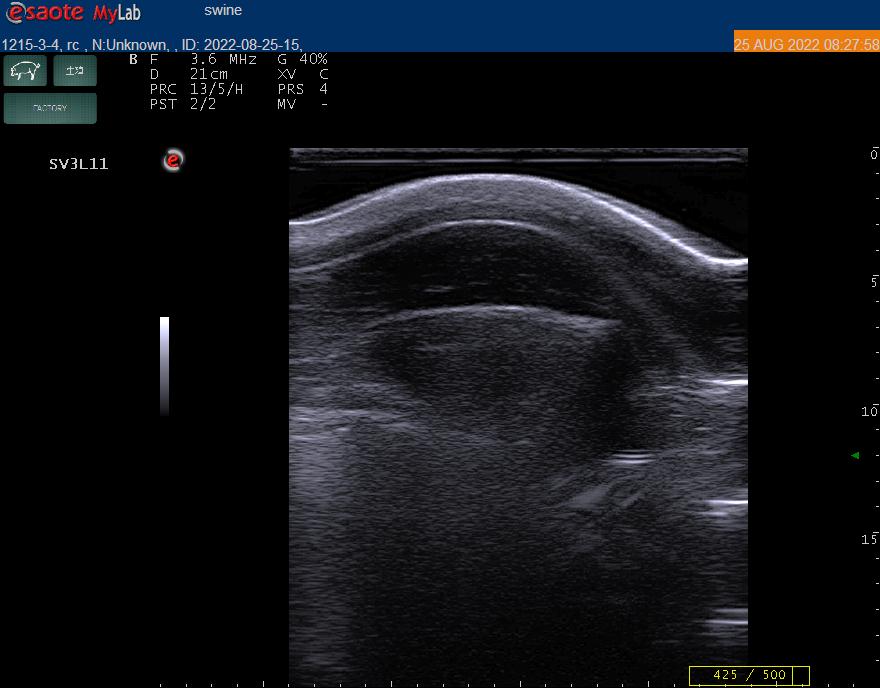 esaote MyLab
swine
1215-3-4, rc , N:Unknown, , ID: 2022-08-25-15,
25 AUG 2022 08:27:58
B F 3.6 MHz G 40%
D 21cm XV C
PRC 13/5/H PRS 4
PST 2/2 MV -
土猪
FACTORY
SV3L11
e
0
5
10
15
425 / 500